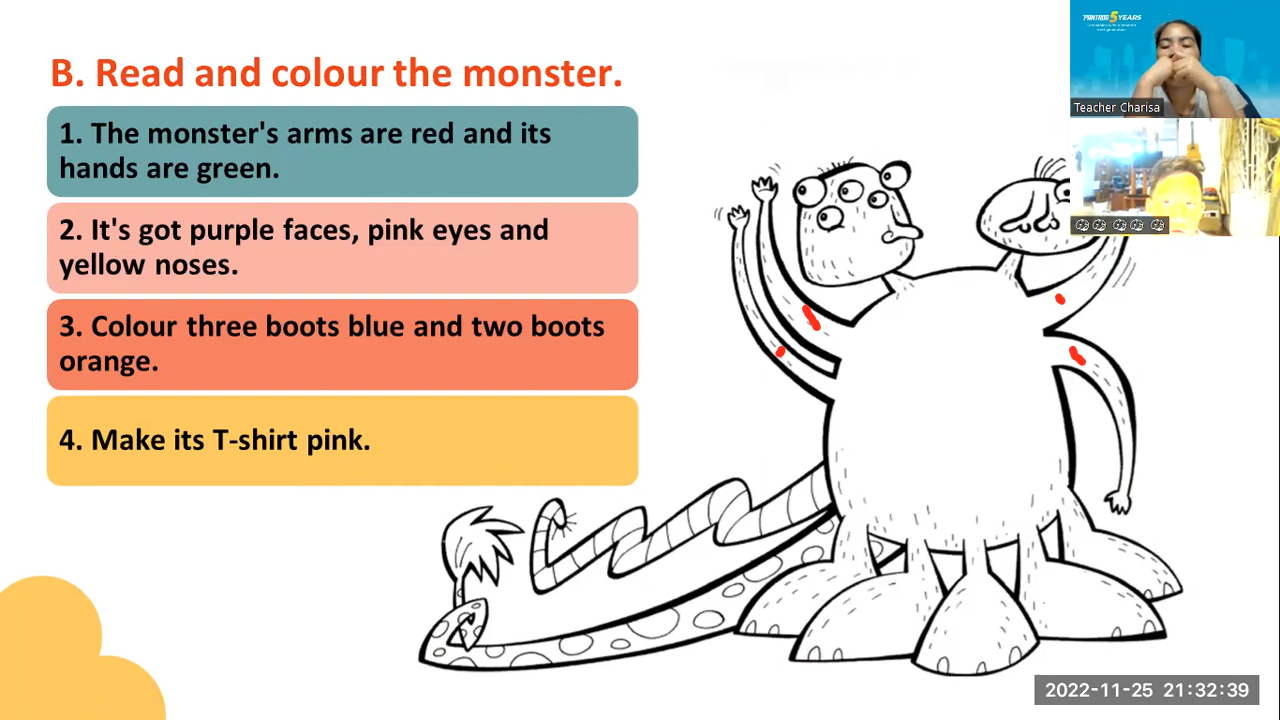 B. Read and colour the monster.
1. The monster's arms are red and its
hands are green.
2. It's got purple faces, pink eyes and
yellow noses.
3. Colour three boots blue and two boots
orange.
4. Make its T-shirt pink.
5 YEARS
Teacher Charisa
2022-11-25 21:32:39